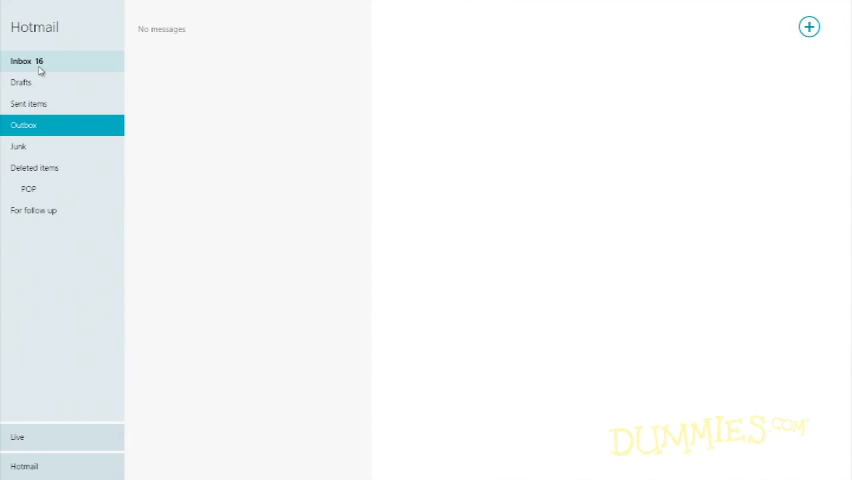 Hotmail
No messages
Inbox 16
Drafts
Sent items
Outbox
Junk
Deleted items
POP
For follow up
Live
Hotmail
DUMMIES.COM